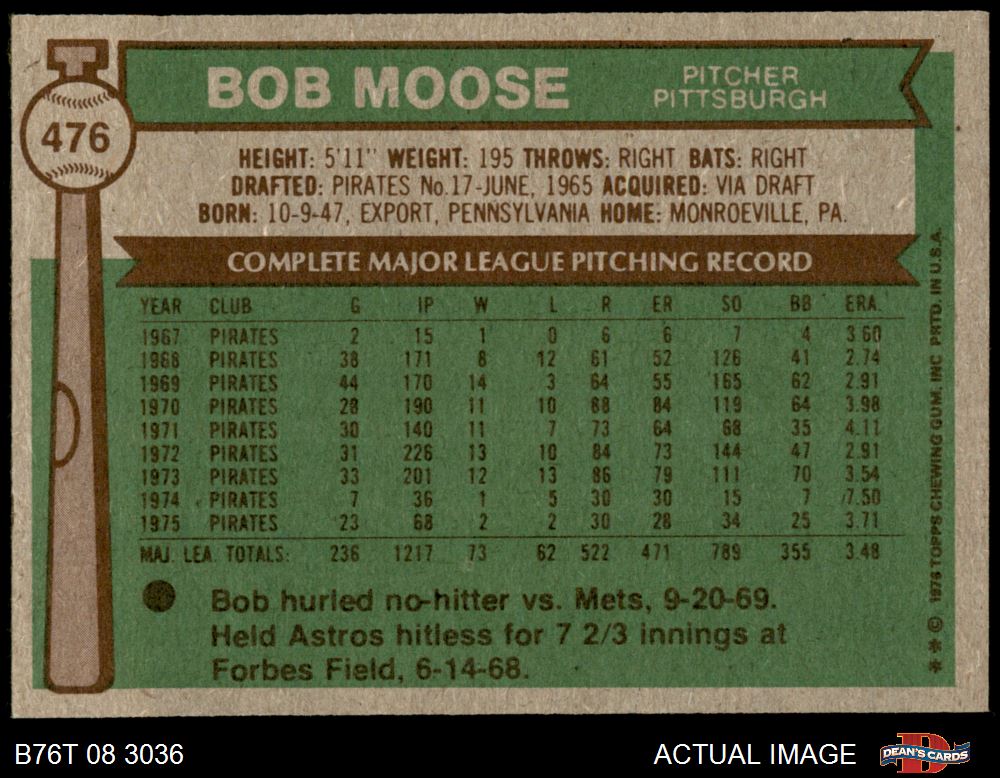 BOB MOOSE
PITCHER
PITTSBURGH
476
HEIGHT: 5'11" WEIGHT: 195 THROWS: RIGHT BATS: RIGHT
DRAFTED: PIRATES No.17-JUNE, 1965 ACQUIRED: VIA DRAFT
BORN: 10-9-47, EXPORT, PENNSYLVANIA HOME: MONROEVILLE, PA.
COMPLETE MAJOR LEAGUE PITCHING RECORD
YEAR CLUB G IP W L R ER SO BB ERA.
1967 PIRATES 2 15 1 0 6 6 7 4 3.60
1968 PIRATES 38 171 8 12 61 52 126 41 2.74
1969 PIRATES 44 170 14 3 64 55 165 62 2.91
1970 PIRATES 28 190 11 10 88 84 119 64 3.98
1971 PIRATES 30 140 11 7 73 64 68 35 4.11
1972 PIRATES 31 226 13 10 84 73 144 47 2.91
1973 PIRATES 33 201 12 13 86 79 111 70 3.54
1974 PIRATES 7 36 1 5 30 30 15 7 7.50
1975 PIRATES 23 68 2 2 30 28 34 25 3.71
MAJ. LEA. TOTALS: 236 1217 73 62 522 471 789 355 3.48
Bob hurled no-hitter vs. Mets, 9-20-69.
Held Astros hitless for 7 2/3 innings at
Forbes Field, 6-14-68.
** © 1976 TOPPS CHEWING GUM, INC PRTD. IN U.S.A.
B76T 08 3036
ACTUAL IMAGE
D
DEAN'S CARDS